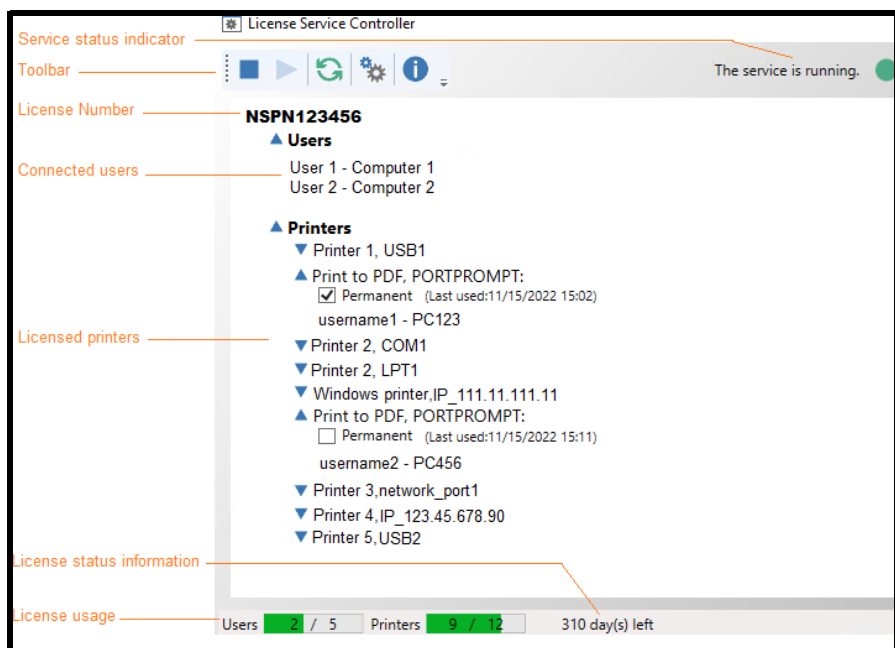 License Service Controller
Service status indicator
Toolbar
The service is running.
License Number
NSPN123456
Users
Connected users
User 1 - Computer 1
User 2 - Computer 2
Printers
Printer 1, USB1
Print to PDF, PORTPROMPT:
Permanent (Last used:11/15/2022 15:02)
username1 - PC123
Licensed printers
Printer 2, COM1
Printer 2, LPT1
Windows printer,IP_111.11.111.11
Print to PDF, PORTPROMPT:
Permanent (Last used:11/15/2022 15:11)
username2 - PC456
Printer 3,network_port1
Printer 4,IP_123.45.678.90
Printer 5,USB2
License status information
License usage
Users 2 / 5 Printers 9 / 12 310 day(s) left